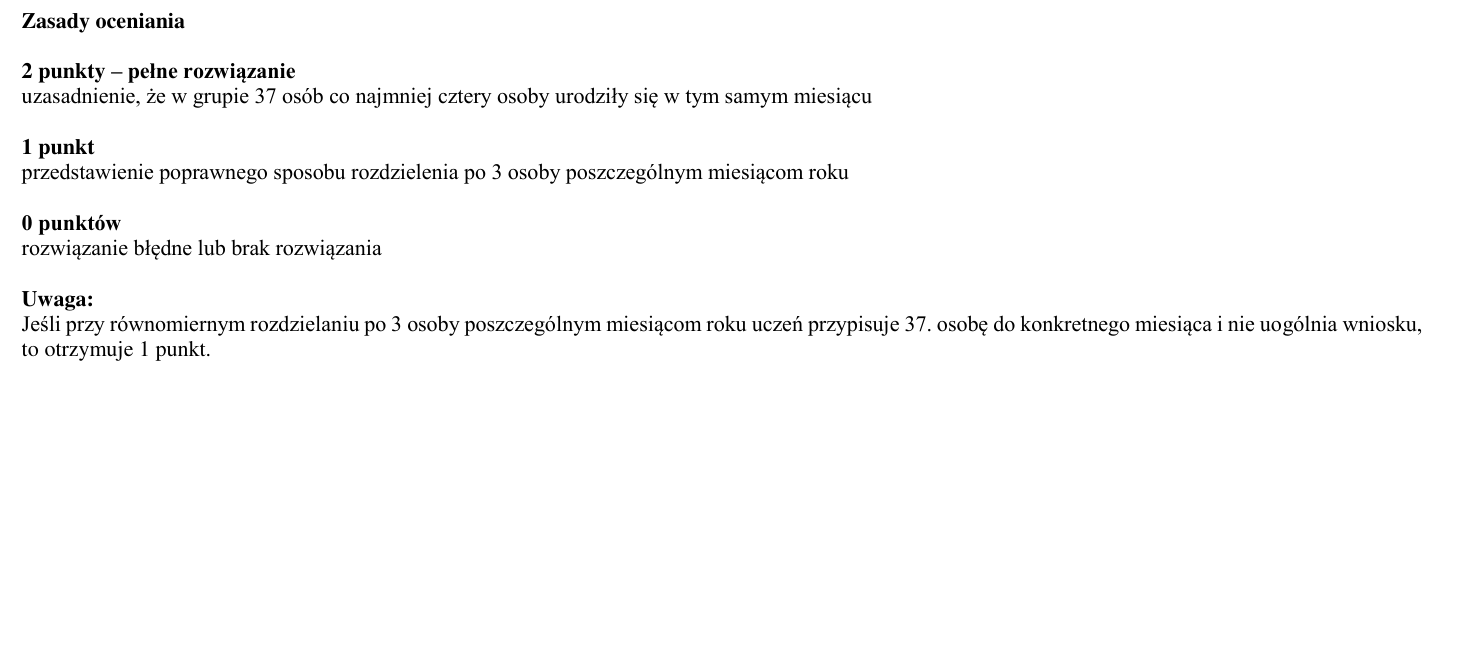 Zasady oceniania
2 punkty – pełne rozwiązanie
uzasadnienie, że w grupie 37 osób co najmniej cztery osoby urodziły się w tym samym miesiącu
1 punkt
przedstawienie poprawnego sposobu rozdzielenia po 3 osoby poszczególnym miesiącom roku
0 punktów
rozwiązanie błędne lub brak rozwiązania
Uwaga:
Jeśli przy równomiernym rozdzielaniu po 3 osoby poszczególnym miesiącom roku uczeń przypisuje 37. osobę do konkretnego miesiąca i nie uogólnia wniosku,
to otrzymuje 1 punkt.